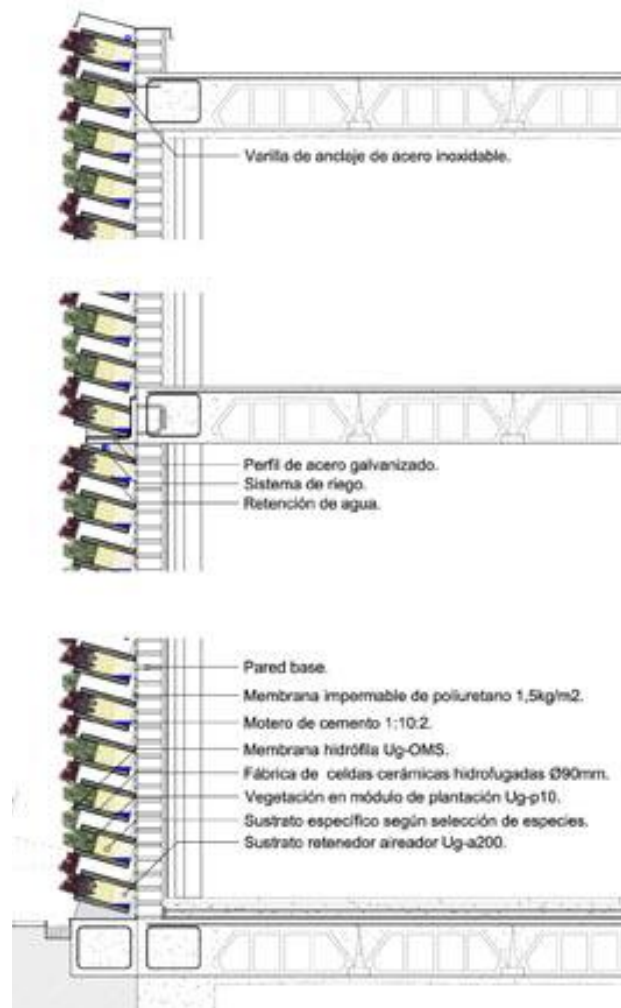 Varilla de anclaje de acero inoxidable.
Perfil de acero galvanizado.
Sistema de riego.
Retención de agua.
Pared base.
Membrana impermable de poliuretano 1,5kg/m2.
Motero de cemento 1:10:2.
Membrana hidrófila Ug-OMS.
Fábrica de celdas cerámicas hidrofugadas Ø90mm.
Vegetación en módulo de plantación Ug-p10.
Sustrato específico según selección de especies.
Sustrato retenedor aireador Ug-a200.